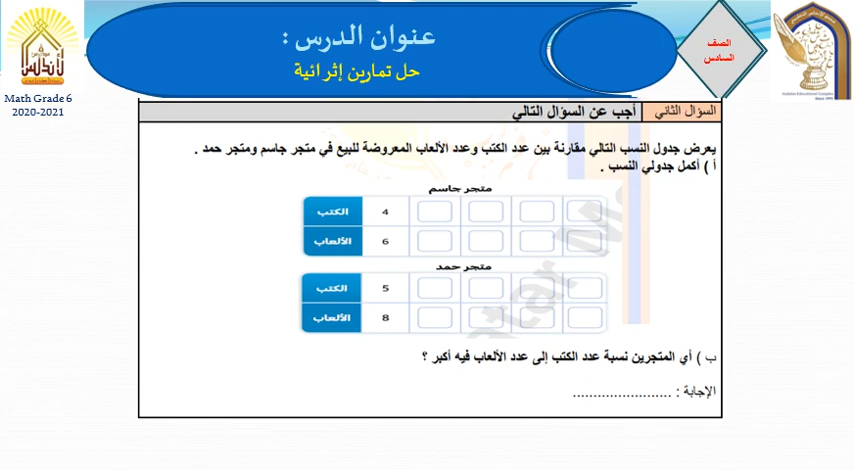 عنوان الدرس :
حل تمارين إثرائية
الصف
السادس
Math Grade 6
2020-2021
السؤال الثاني أجب عن السؤال التالي
يعرض جدول النسب التالي مقارنة بين عدد الكتب وعدد الألعاب المعروضة للبيع في متجر جاسم ومتجر حمد .
أ ) أكمل جدولي النسب .
متجر جاسم
الكتب 4
الألعاب 6
متجر حمد
الكتب 5
الألعاب 8
ب ) أي المتجرين نسبة عدد الكتب إلى عدد الألعاب فيه أكبر ؟
الإجابة : ........................